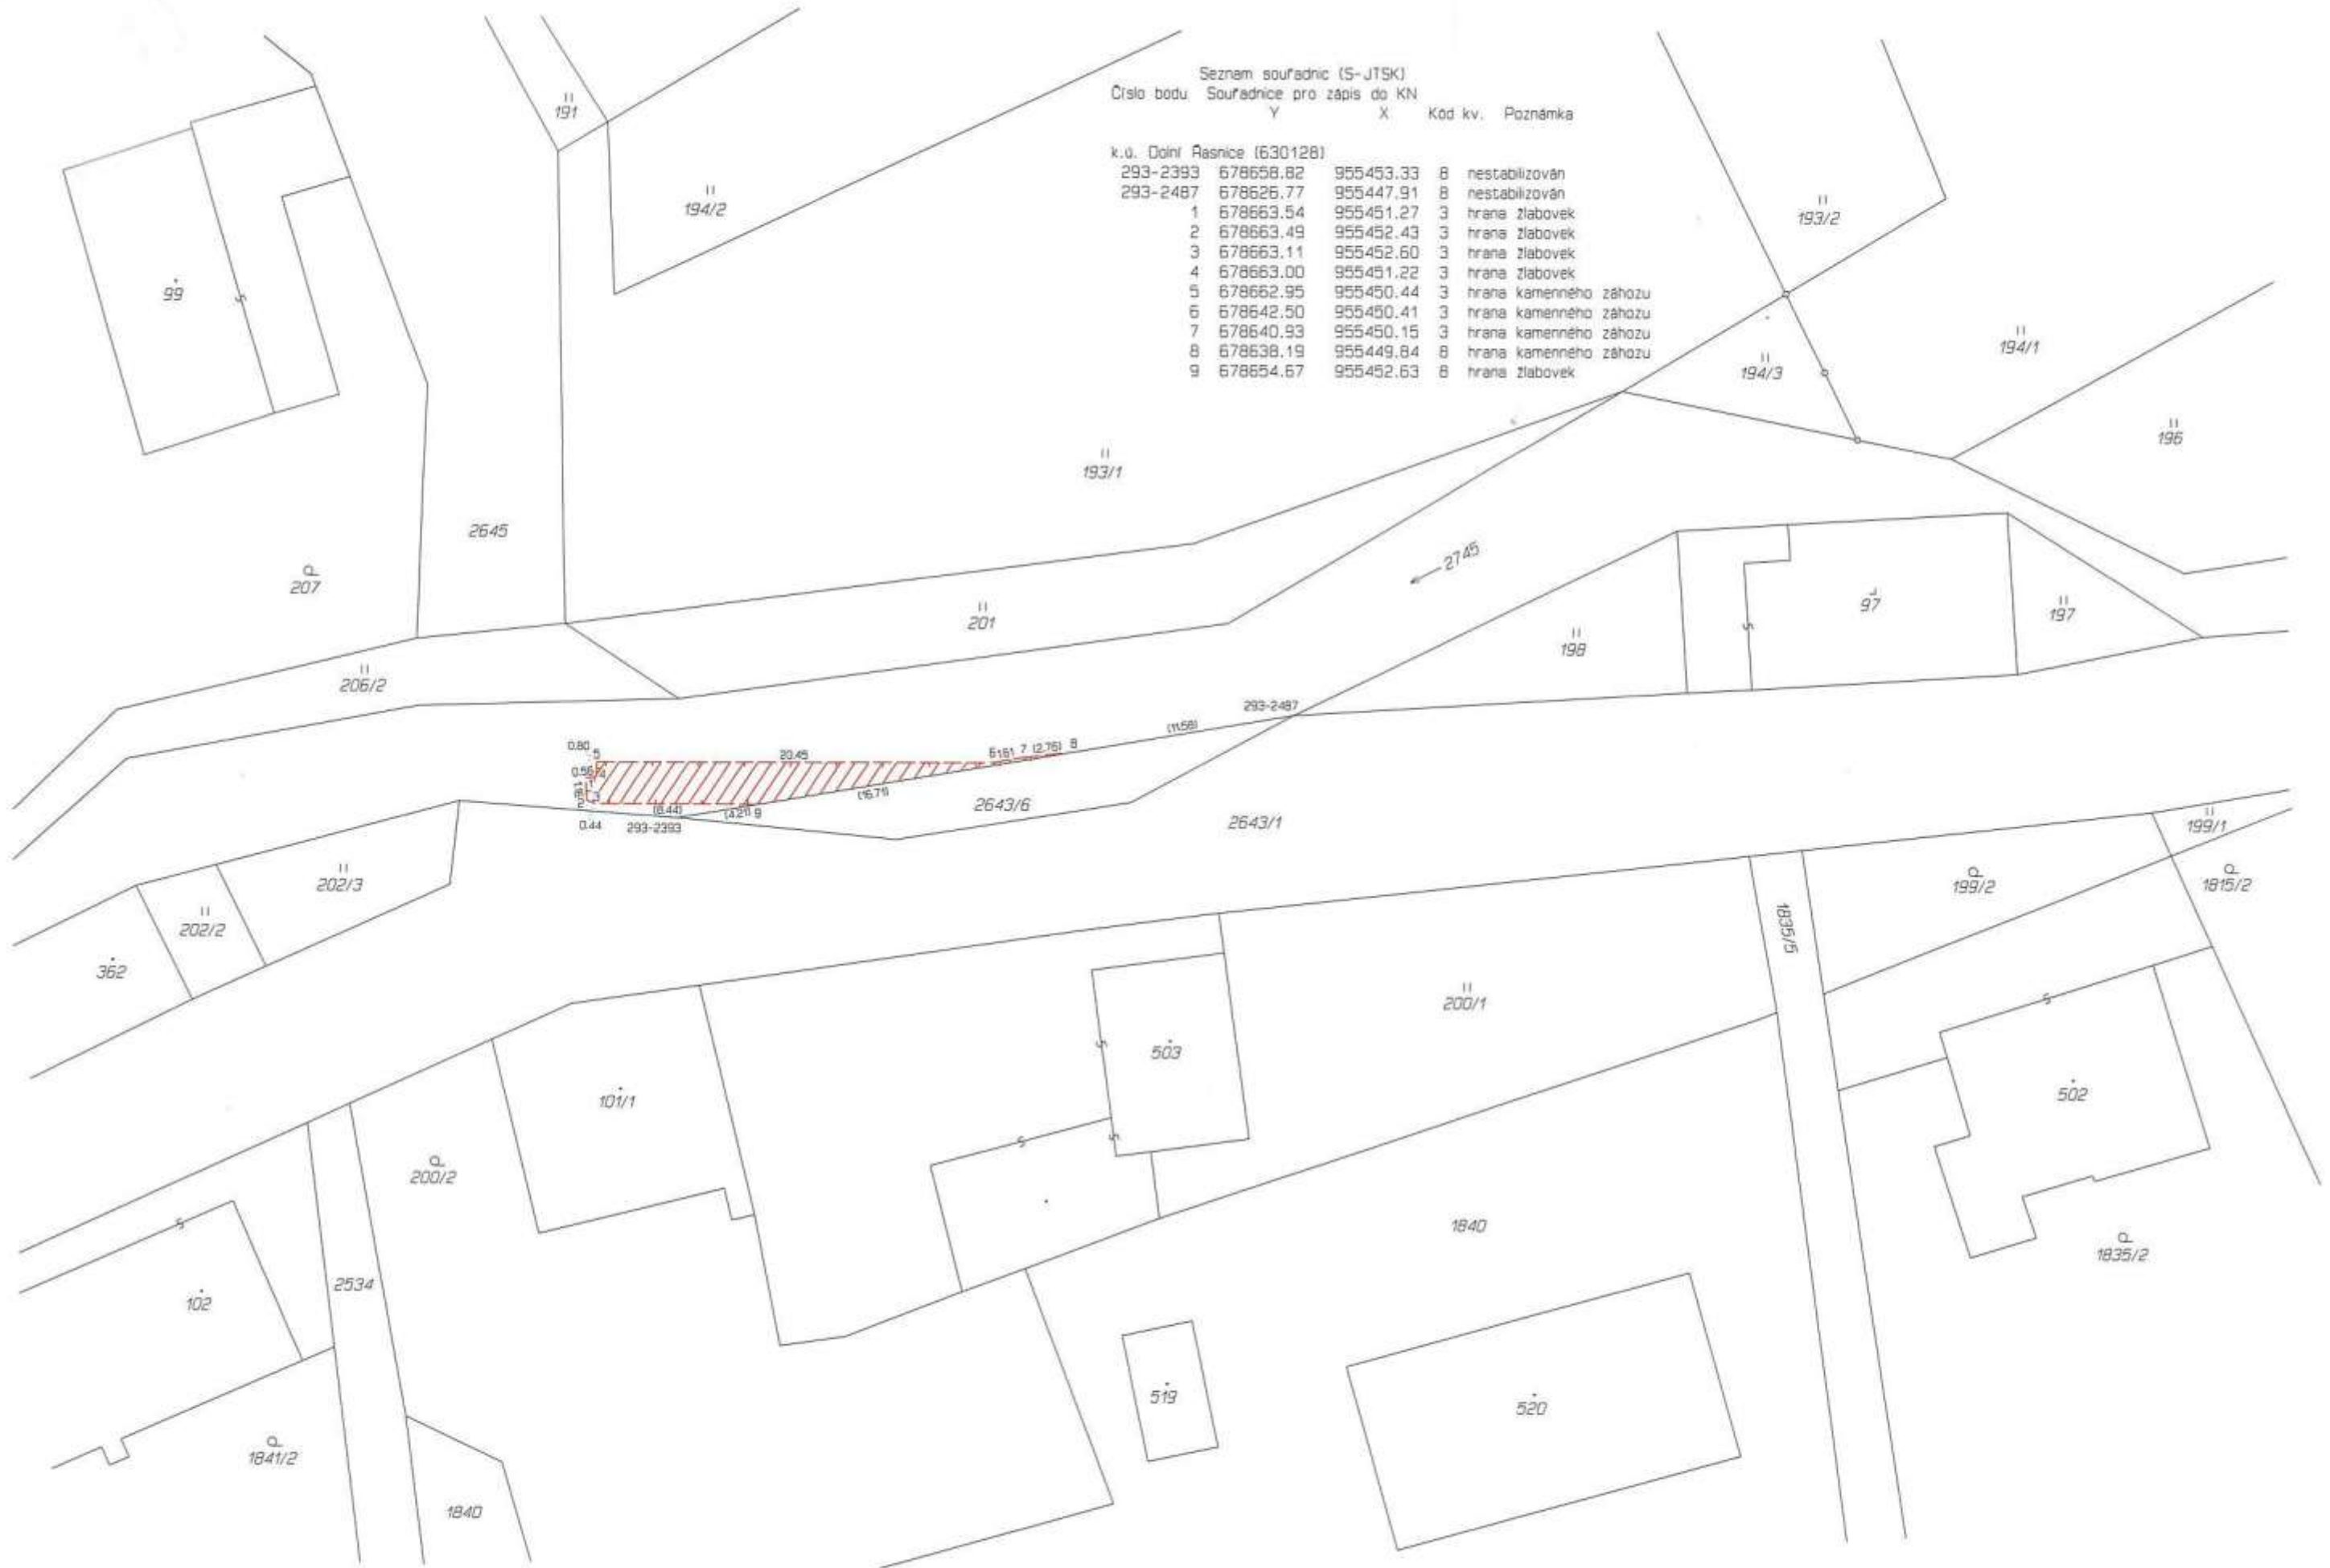 Seznam souřadnic (S-JTSK)
Číslo bodu Souřadnice pro zápis do KN
Y X Kód kv. Poznámka
k.ú. Dolní Řasnice (630128)
293-2393 678658.82 955453.33 8 nestabilizován
293-2487 678626.77 955447.91 8 nestabilizován
1 678663.54 955451.27 3 hrana žlabovek
2 678663.49 955452.43 3 hrana žlabovek
3 678663.11 955452.60 3 hrana žlabovek
4 678663.00 955451.22 3 hrana žlabovek
5 678662.95 955450.44 3 hrana kamenného záhozu
6 678642.50 955450.41 3 hrana kamenného záhozu
7 678640.93 955450.15 3 hrana kamenného záhozu
8 678638.19 955449.84 8 hrana kamenného záhozu
9 678654.67 955452.63 8 hrana žlabovek
191
194/2
193/2
99
194/1
194/3
196
193/1
2645
2745
207
201
97
197
198
206/2
293-2487
(11.58)
0.80 5
20.45
6 1.61 7 (2.76) 8
(16.71)
2643/6
(8.44)
(4.21) 9
0.44
293-2393
2643/1
199/1
202/3
199/2
1815/2
202/2
1835/5
362
200/1
503
101/1
502
200/2
1840
1835/2
2534
102
519
520
1841/2
1840